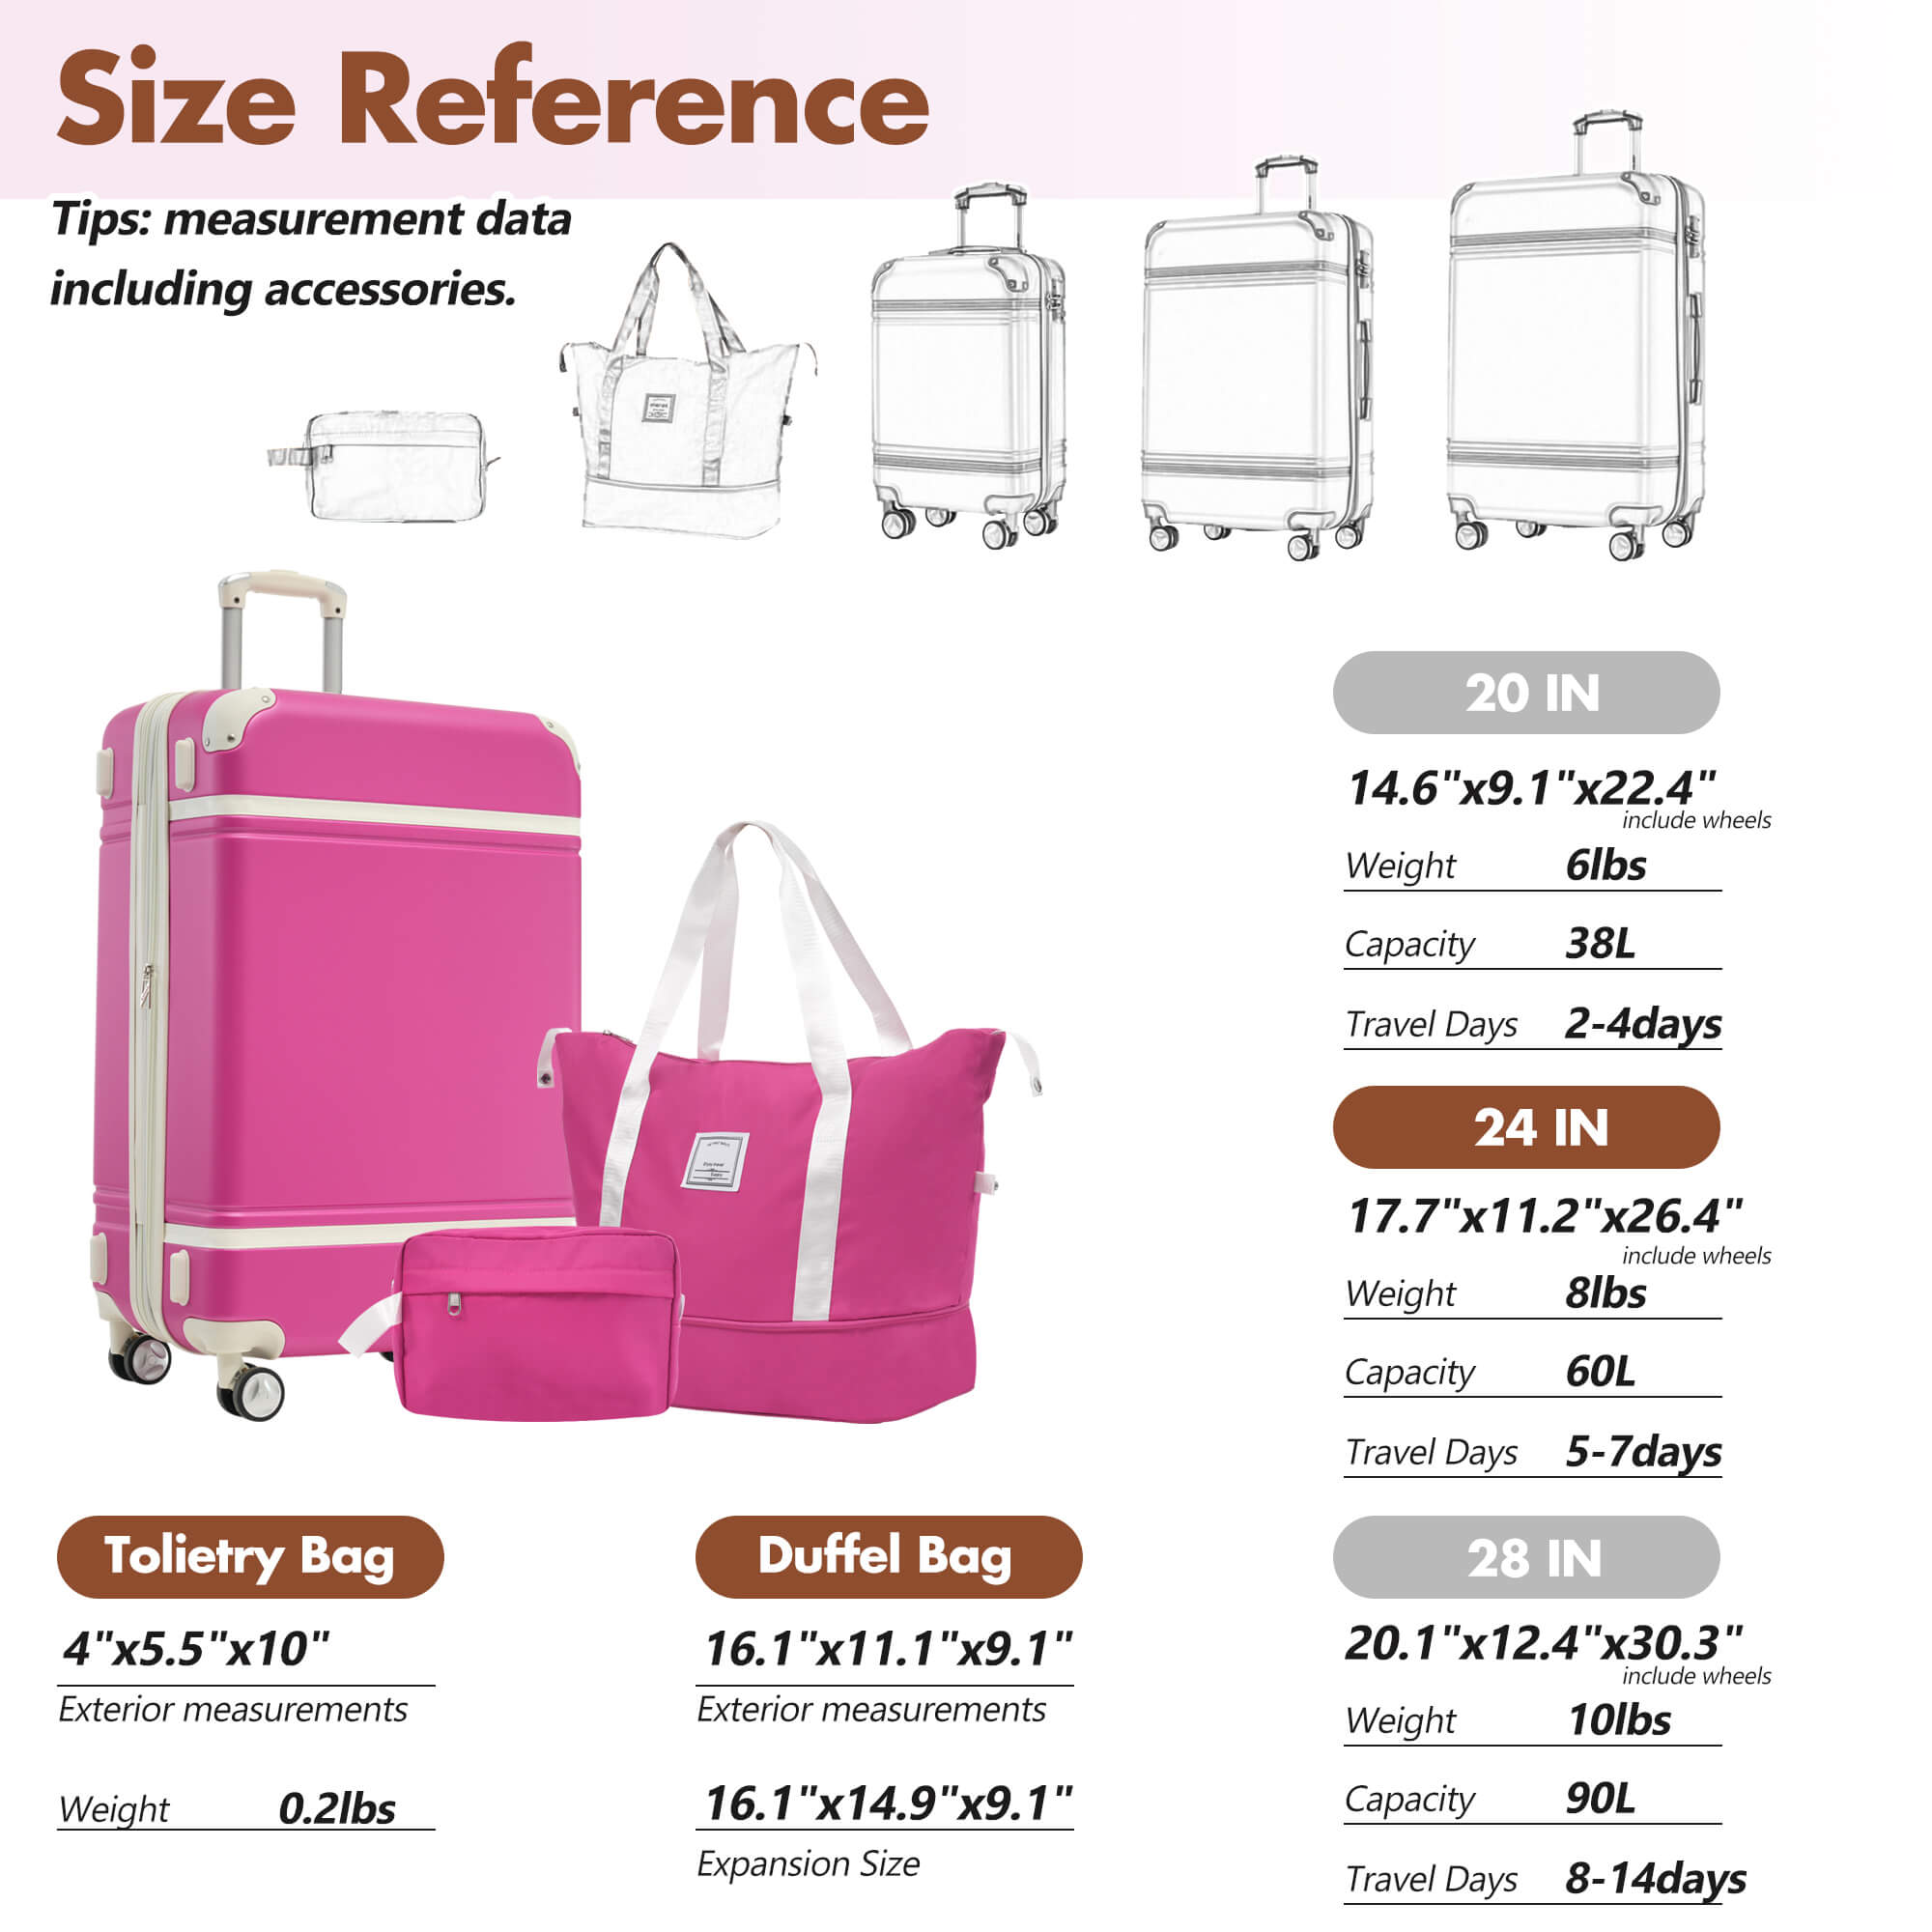 Size Reference
Tips: measurement data
including accessories.
20 IN
14.6"x9.1"x22.4"
include wheels
Weight 6lbs
Capacity 38L
Travel Days 2-4days
24 IN
17.7"x11.2"x26.4"
include wheels
Weight 8lbs
Capacity 60L
Travel Days 5-7days
Tolietry Bag
4"x5.5"x10"
Exterior measurements
Weight 0.2lbs
Duffel Bag
16.1"x11.1"x9.1"
Exterior measurements
16.1"x14.9"x9.1"
Expansion Size
28 IN
20.1"x12.4"x30.3"
include wheels
Weight 10lbs
Capacity 90L
Travel Days 8-14days